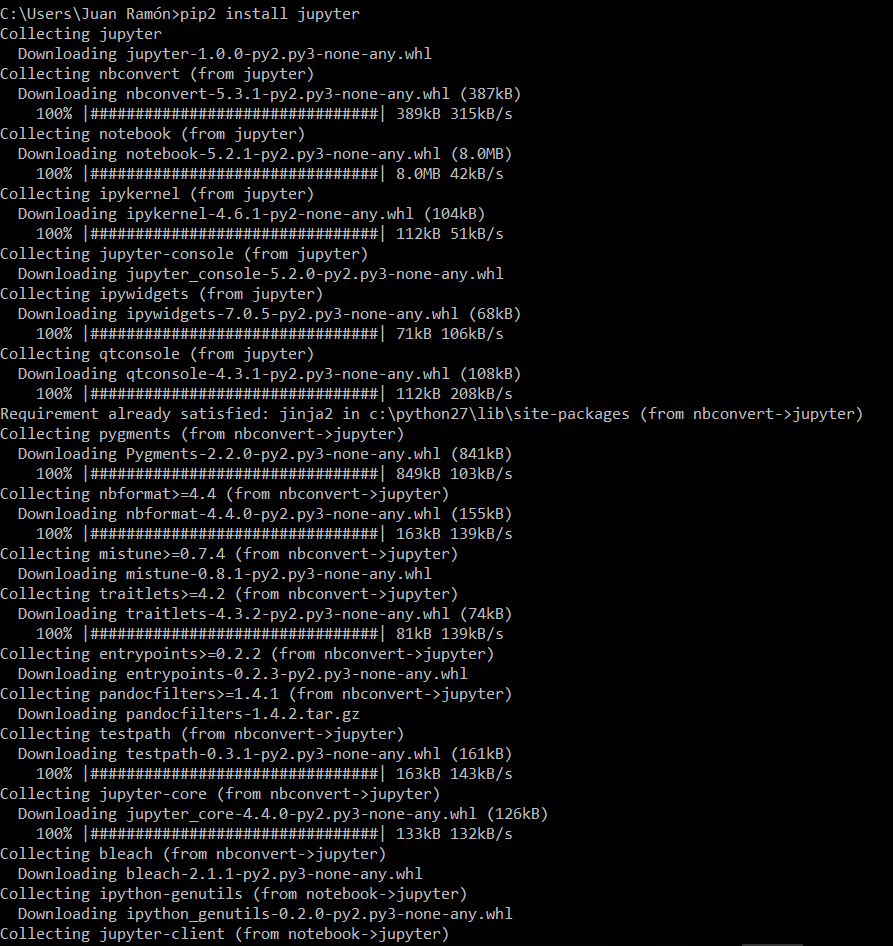 C:\Users\Juan Ramón>pip2 install jupyter
Collecting jupyter
  Downloading jupyter-1.0.0-py2.py3-none-any.whl
Collecting nbconvert (from jupyter)
  Downloading nbconvert-5.3.1-py2.py3-none-any.whl (387kB)
    100% |################################| 389kB 315kB/s
Collecting notebook (from jupyter)
  Downloading notebook-5.2.1-py2.py3-none-any.whl (8.0MB)
    100% |################################| 8.0MB 42kB/s
Collecting ipykernel (from jupyter)
  Downloading ipykernel-4.6.1-py2-none-any.whl (104kB)
    100% |################################| 112kB 51kB/s
Collecting jupyter-console (from jupyter)
  Downloading jupyter_console-5.2.0-py2.py3-none-any.whl
Collecting ipywidgets (from jupyter)
  Downloading ipywidgets-7.0.5-py2.py3-none-any.whl (68kB)
    100% |################################| 71kB 106kB/s
Collecting qtconsole (from jupyter)
  Downloading qtconsole-4.3.1-py2.py3-none-any.whl (108kB)
    100% |################################| 112kB 208kB/s
Requirement already satisfied: jinja2 in c:\python27\lib\site-packages (from nbconvert->jupyter)
Collecting pygments (from nbconvert->jupyter)
  Downloading Pygments-2.2.0-py2.py3-none-any.whl (841kB)
    100% |################################| 849kB 103kB/s
Collecting nbformat>=4.4 (from nbconvert->jupyter)
  Downloading nbformat-4.4.0-py2.py3-none-any.whl (155kB)
    100% |################################| 163kB 139kB/s
Collecting mistune>=0.7.4 (from nbconvert->jupyter)
  Downloading mistune-0.8.1-py2.py3-none-any.whl
Collecting traitlets>=4.2 (from nbconvert->jupyter)
  Downloading traitlets-4.3.2-py2.py3-none-any.whl (74kB)
    100% |################################| 81kB 139kB/s
Collecting entrypoints>=0.2.2 (from nbconvert->jupyter)
  Downloading entrypoints-0.2.3-py2.py3-none-any.whl
Collecting pandocfilters>=1.4.1 (from nbconvert->jupyter)
  Downloading pandocfilters-1.4.2.tar.gz
Collecting testpath (from nbconvert->jupyter)
  Downloading testpath-0.3.1-py2.py3-none-any.whl (161kB)
    100% |################################| 163kB 143kB/s
Collecting jupyter-core (from nbconvert->jupyter)
  Downloading jupyter_core-4.4.0-py2.py3-none-any.whl (126kB)
    100% |################################| 133kB 132kB/s
Collecting bleach (from nbconvert->jupyter)
  Downloading bleach-2.1.1-py2.py3-none-any.whl
Collecting ipython-genutils (from notebook->jupyter)
  Downloading ipython_genutils-0.2.0-py2.py3-none-any.whl
Collecting jupyter-client (from notebook->jupyter)